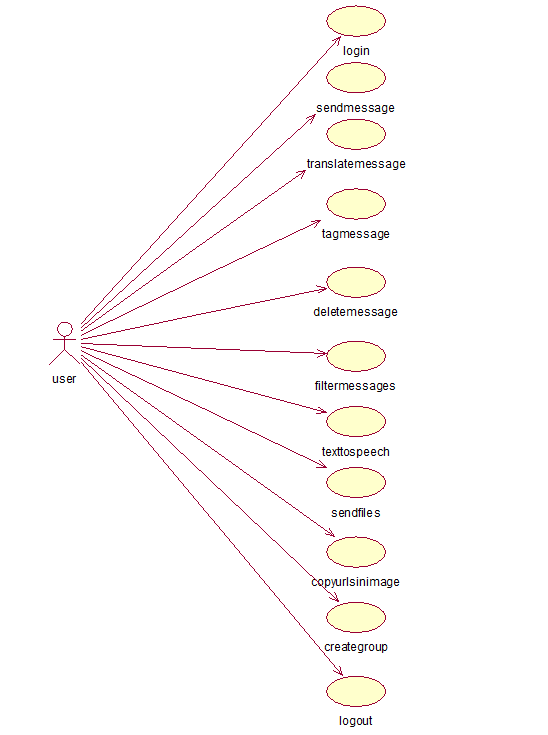 login
sendmessage
translatemessage
tagmessage
deletemessage
user
filtermessages
texttospeech
sendfiles
copyurlsinimage
creategroup
logout